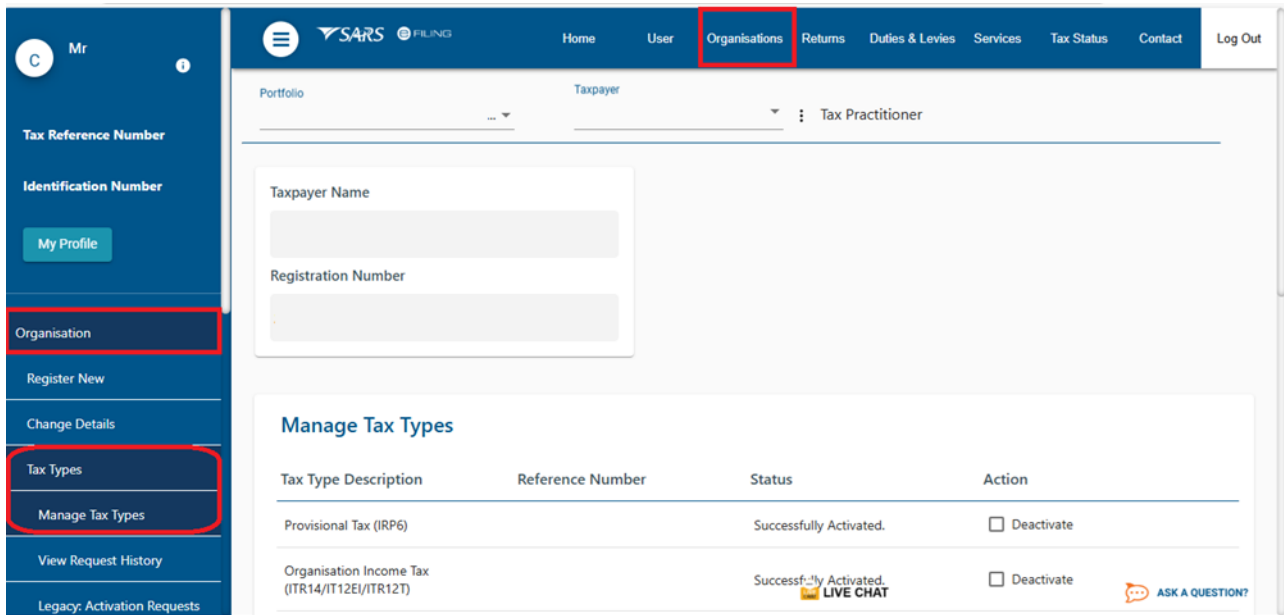 C
Mr
i
Tax Reference Number
Identification Number
My Profile
Organisation
Register New
Change Details
Tax Types
Manage Tax Types
View Request History
Legacy: Activation Requests
SARS eFILING
Home User Organisations Returns Duties & Levies Services Tax Status Contact Log Out
Portfolio
...
Taxpayer
Tax Practitioner
Taxpayer Name
Registration Number
Manage Tax Types
Tax Type Description Reference Number Status Action
Provisional Tax (IRP6) Successfully Activated. Deactivate
Organisation Income Tax
(ITR14/IT12EI/ITR12T) Successfully Activated. Deactivate
LIVE CHAT
ASK A QUESTION?